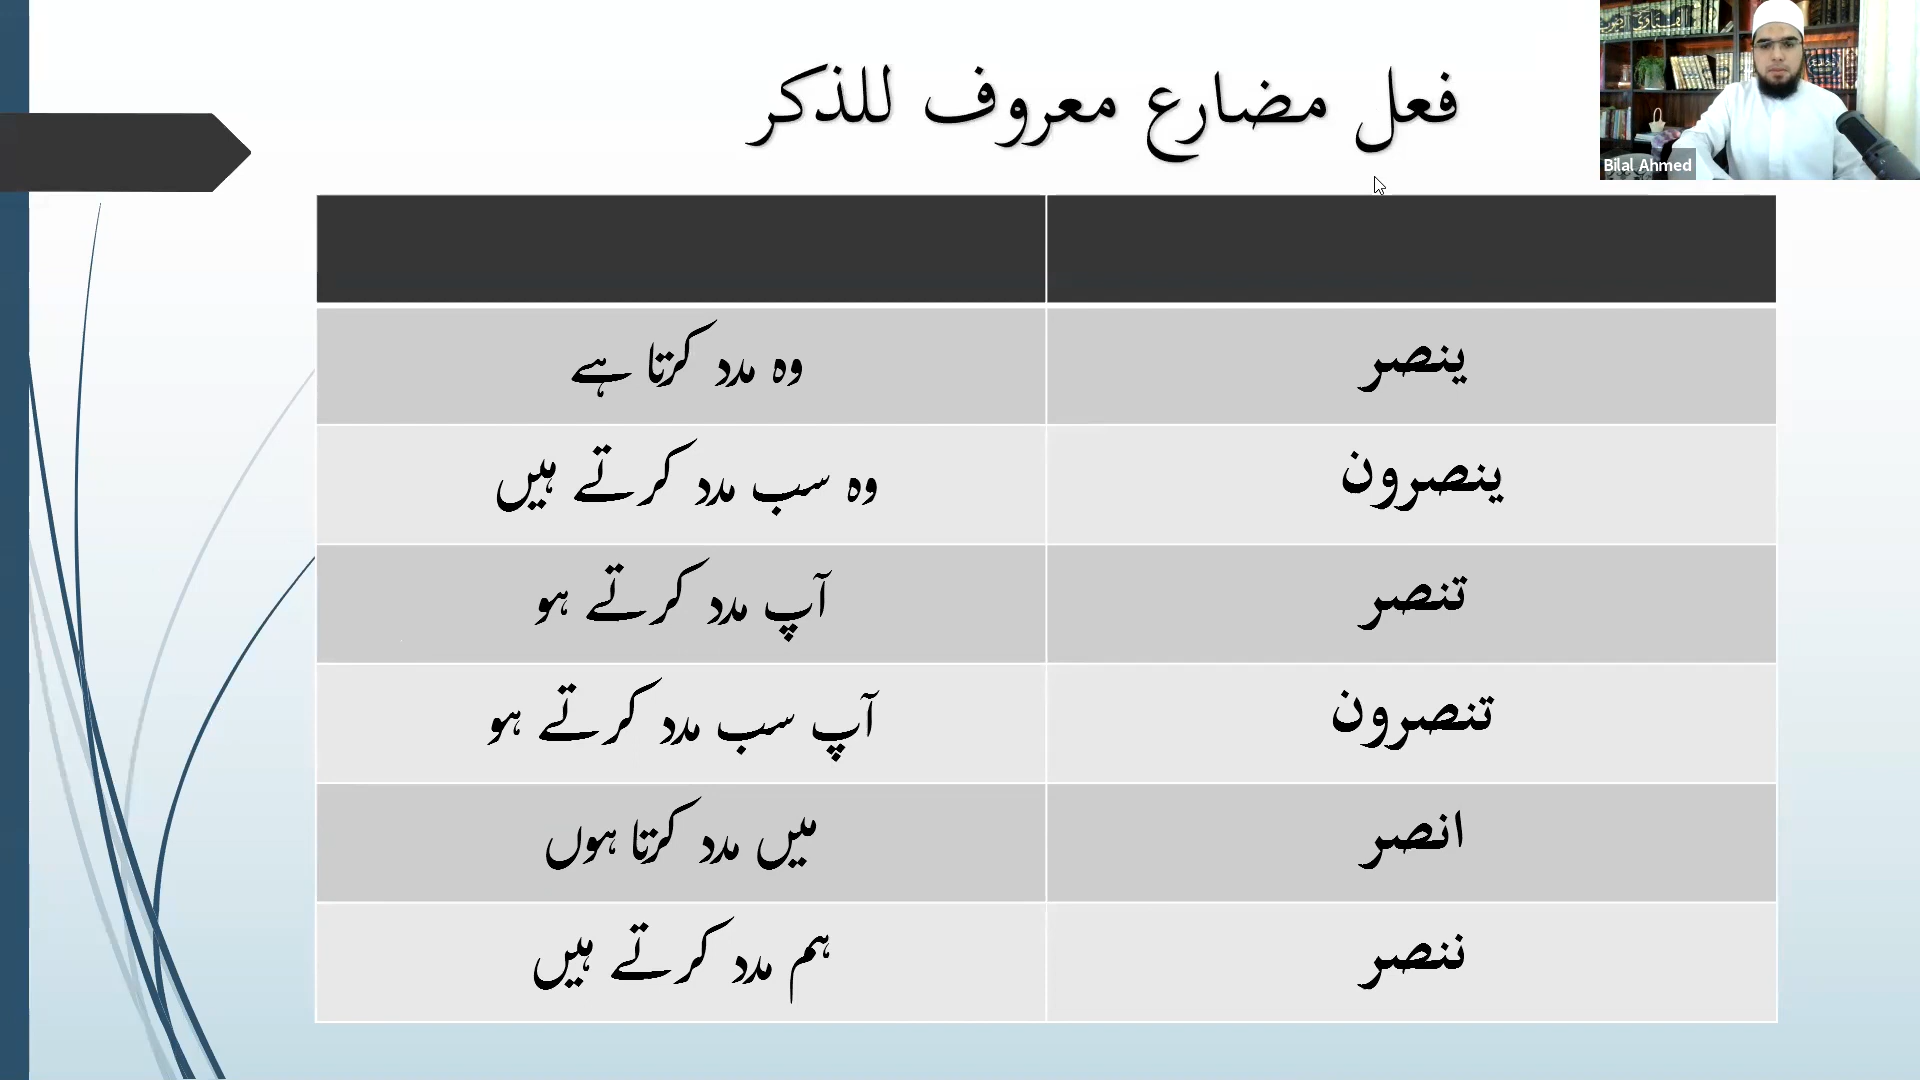 فعل مضارع معروف للذکر
Bilal Ahmed
ینصر
وہ مدد کرتا ہے
ینصرون
وہ سب مدد کرتے ہیں
تنصر
آپ مدد کرتے ہو
تنصرون
آپ سب مدد کرتے ہو
انصر
میں مدد کرتا ہوں
ننصر
ہم مدد کرتے ہیں